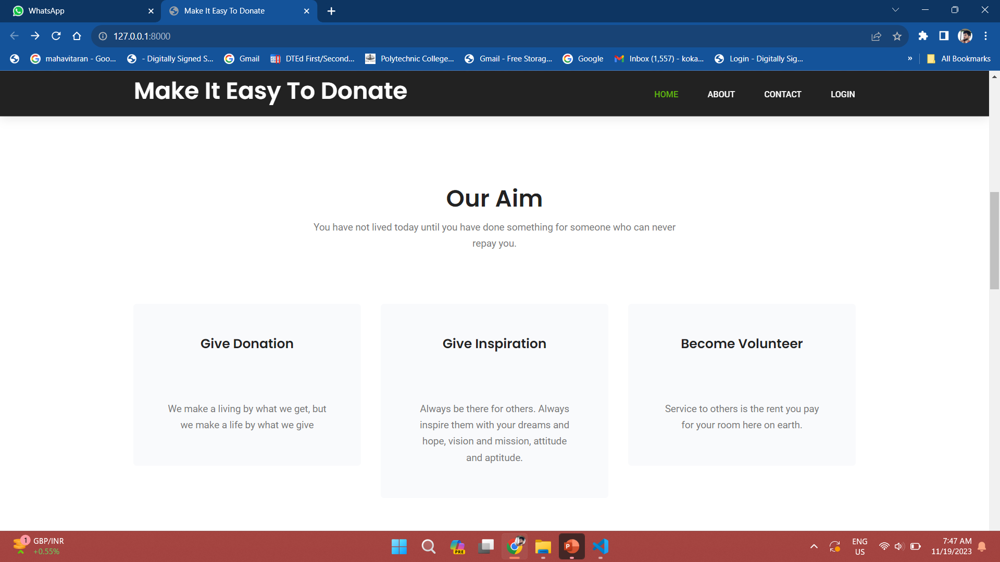 WhatsApp
Make It Easy To Donate
127.0.0.1:8000
mahavitaran - Goo...
- Digitally Signed S...
Gmail
DTEd First/Second...
Polytechnic College...
Gmail - Free Storag...
Google
Inbox (1,557) - koka...
Login - Digitally Sig...
»
All Bookmarks
Make It Easy To Donate
HOME
ABOUT
CONTACT
LOGIN
Our Aim
You have not lived today until you have done something for someone who can never
repay you.
Give Donation
We make a living by what we get, but
we make a life by what we give
Give Inspiration
Always be there for others. Always
inspire them with your dreams and
hope, vision and mission, attitude
and aptitude.
Become Volunteer
Service to others is the rent you pay
for your room here on earth.
1
GBP/INR
+0.55%
PRE
P
ENG
US
7:47 AM
11/19/2023